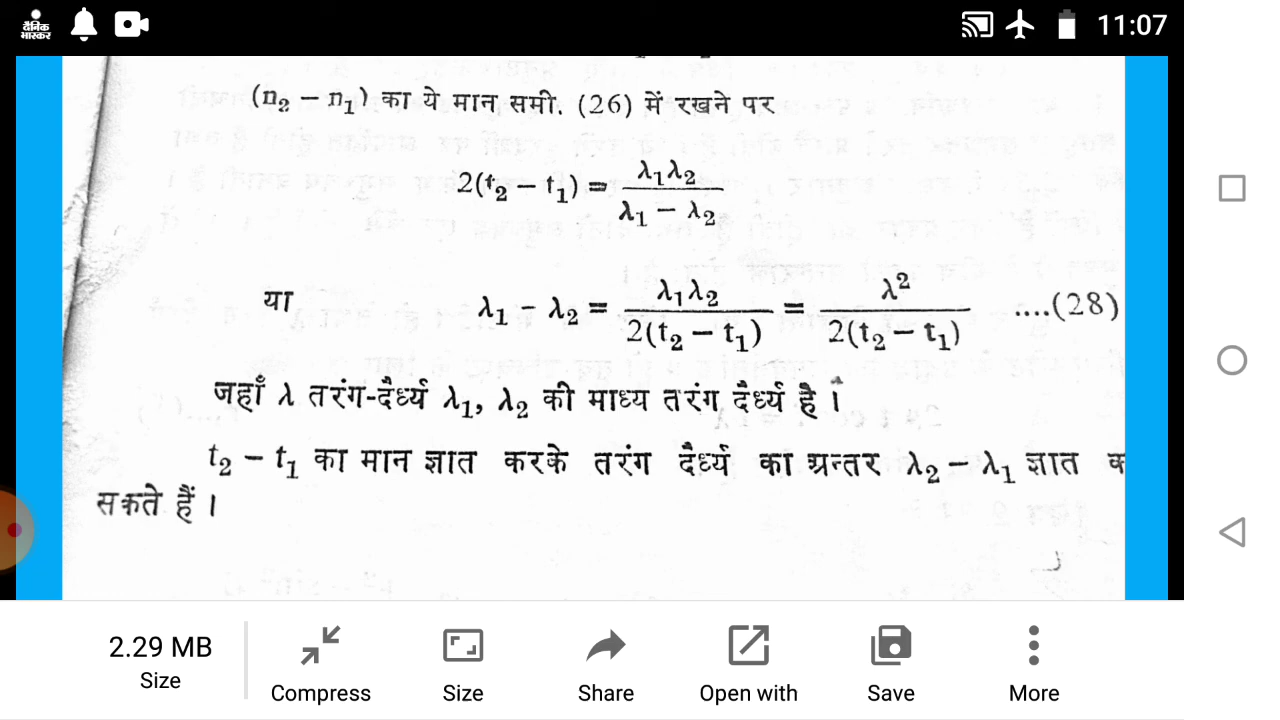 दैनिक भास्कर
11:07
(n₂ − n₁) का ये मान समी. (26) में रखने पर
2(t₂ − t₁) = λ₁λ₂ / λ₁ − λ₂
या λ₁ − λ₂ = λ₁λ₂ / 2(t₂ − t₁) = λ² / 2(t₂ − t₁) ....(28)
जहाँ λ तरंग-दैर्ध्य λ₁, λ₂ की माध्य तरंग दैर्ध्य है ।
t₂ − t₁ का मान ज्ञात करके तरंग दैर्ध्य का अन्तर λ₂ − λ₁ ज्ञात क
सकते हैं ।
2.29 MB
Size
Compress
Size
Share
Open with
Save
More